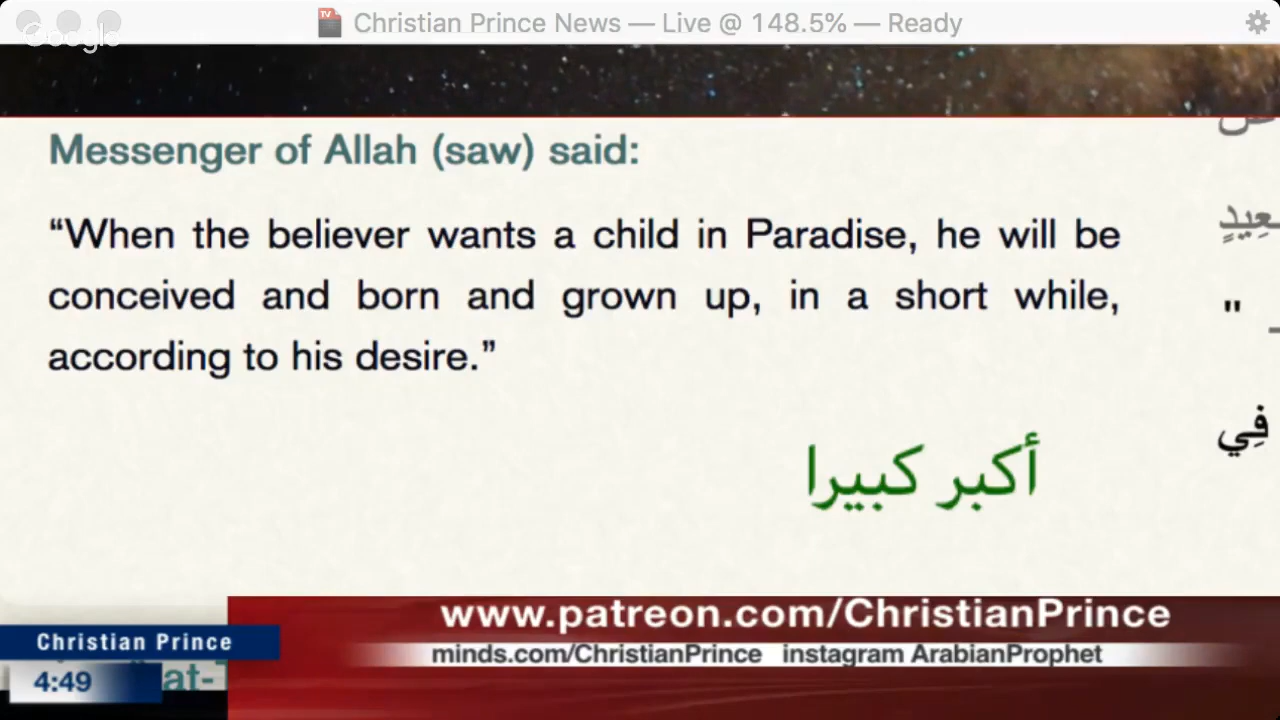 Christian Prince News — Live @ 148.5% — Ready
Google
Messenger of Allah (saw) said:
“When the believer wants a child in Paradise, he will be
conceived and born and grown up, in a short while,
according to his desire.”
"
فِي
أكبر كبيرا
www.patreon.com/ChristianPrince
Christian Prince
minds.com/ChristianPrince instagram ArabianProphet
4:49
at-